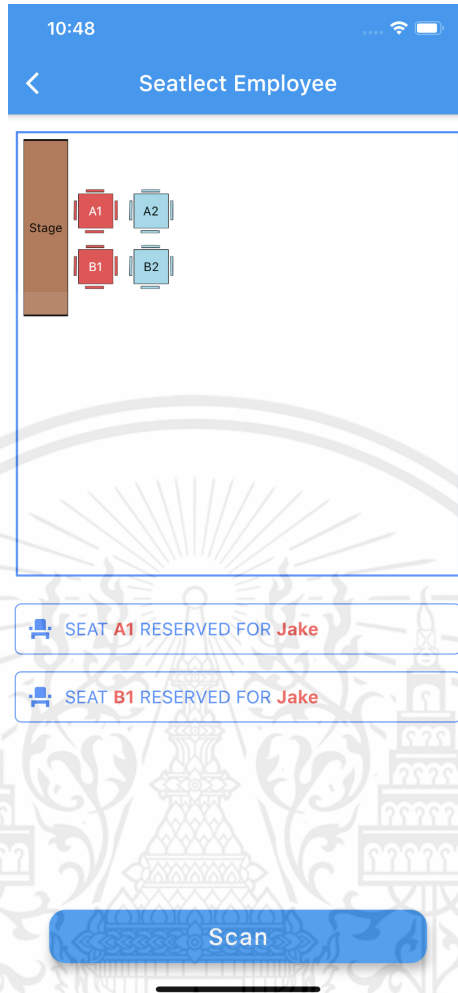 10:48
Seatlect Employee
A1 A2
Stage
B1 B2
SEAT A1 RESERVED FOR Jake
SEAT B1 RESERVED FOR Jake
Scan